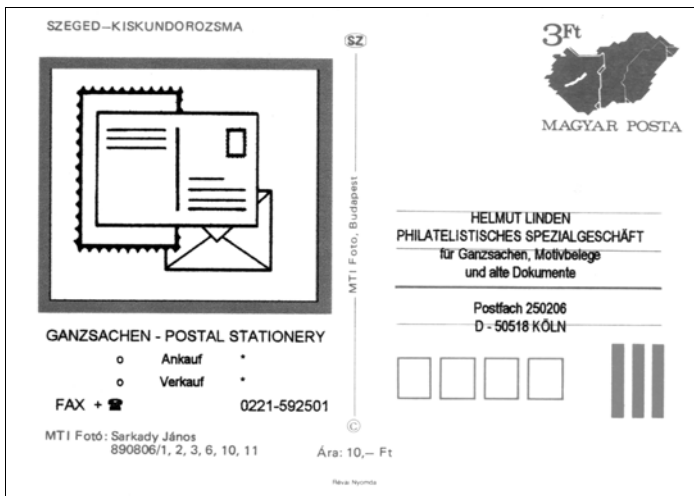 SZEGED–KISKUNDOROZSMA
SZ
3Ft
MAGYAR POSTA
MTI Foto, Budapest
HELMUT LINDEN
PHILATELISTISCHES SPEZIALGESCHÄFT
für Ganzsachen, Motivbelege
und alte Dokumente
Postfach 250206
D - 50518 KÖLN
GANZSACHEN - POSTAL STATIONERY
o Ankauf *
o Verkauf *
FAX + ☎ 0221-592501
MTI Fotó: Sarkady János
890806/1, 2, 3, 6, 10, 11
©
Ára: 10,– Ft
Révai Nyomda